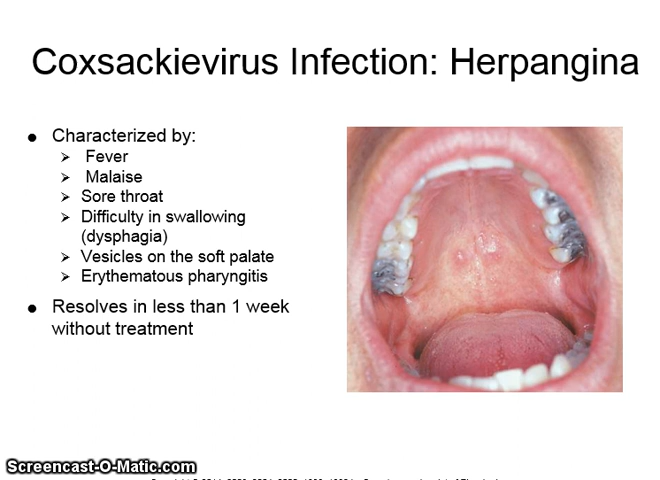 Coxsackievirus Infection: Herpangina
● Characterized by:
➢ Fever
➢ Malaise
➢ Sore throat
➢ Difficulty in swallowing
(dysphagia)
➢ Vesicles on the soft palate
➢ Erythematous pharyngitis
● Resolves in less than 1 week
without treatment
Screencast-O-Matic.com